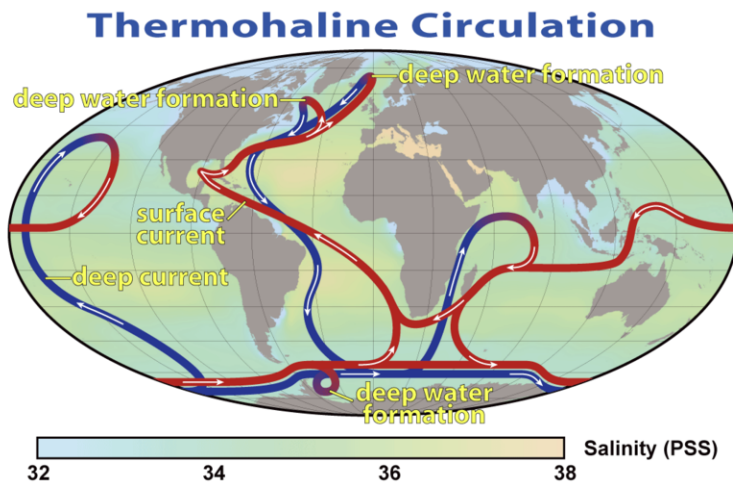 Thermohaline Circulation
deep water formation
deep water formation
surface
current
deep current
deep water
formation
Salinity (PSS)
32 34 36 38